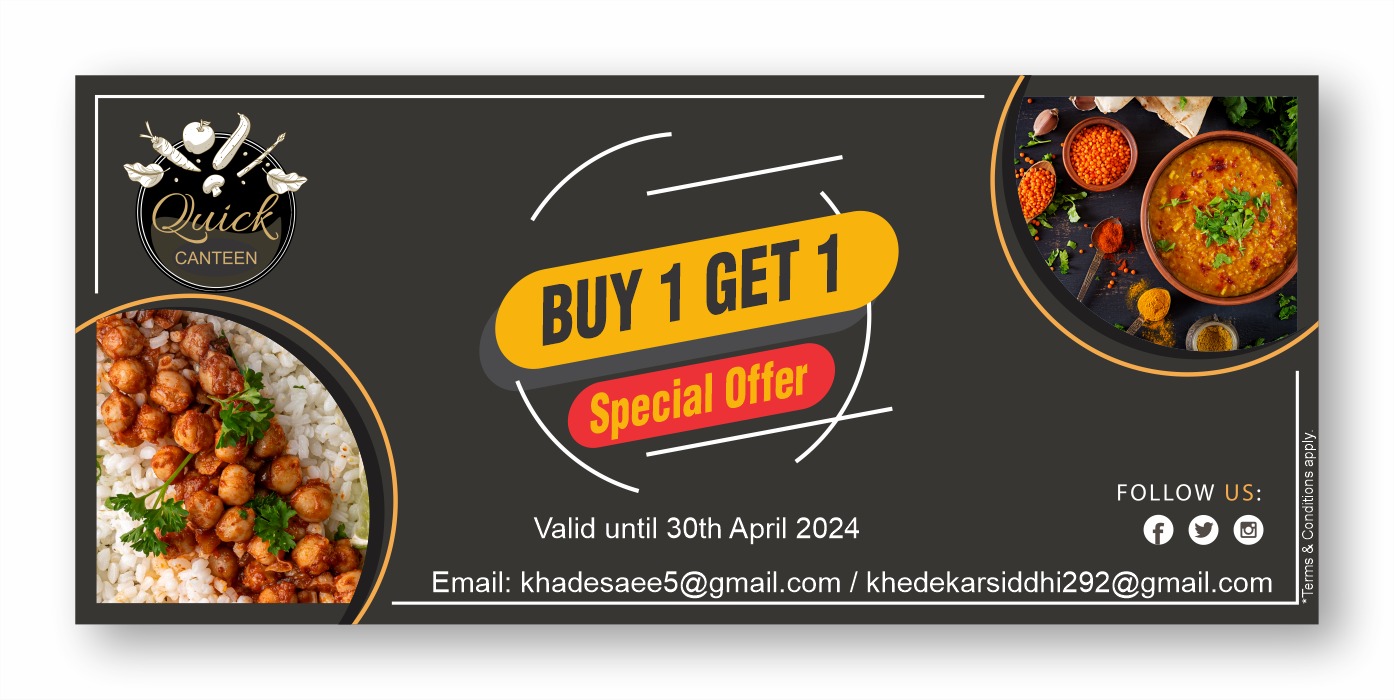 Quick
CANTEEN
BUY 1 GET 1
Special Offer
Valid until 30th April 2024
Email: khadesaee5@gmail.com / khedekarsiddhi292@gmail.com
FOLLOW US:
*Terms & Conditions apply.